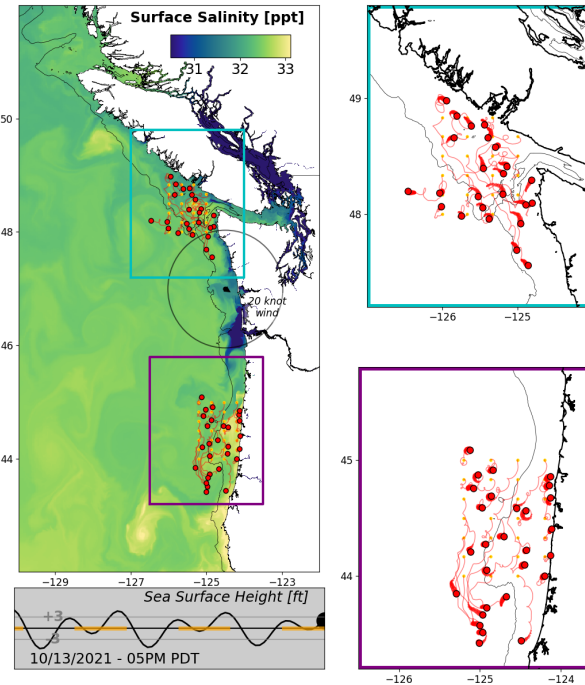 Surface Salinity [ppt]
31 32 33
50
48
46
44
−129 −127 −125 −123
20 knot
wind
Sea Surface Height [ft]
+3
-3
10/13/2021 - 05PM PDT
49
48
−126 −125
45
44
−126 −125 −124